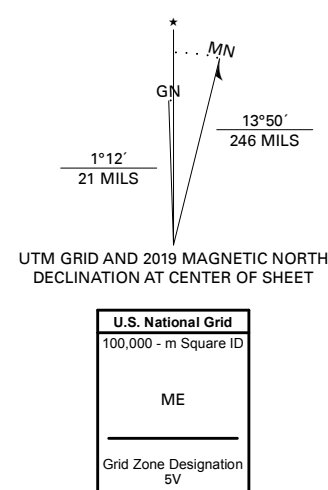 ★
MN
GN
13°50´
246 MILS
1°12´
21 MILS
UTM GRID AND 2019 MAGNETIC NORTH
DECLINATION AT CENTER OF SHEET
U.S. National Grid
100,000 - m Square ID
ME
Grid Zone Designation
5V